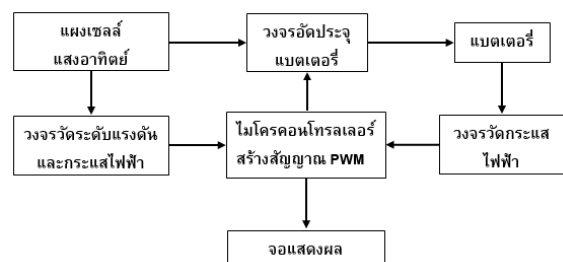 แผงเซลล์
แสงอาทิตย์
วงจรอัดประจุ
แบตเตอรี่
แบตเตอรี่
วงจรวัดระดับแรงดัน
และกระแสไฟฟ้า
ไมโครคอนโทรลเลอร์
สร้างสัญญาณ PWM
วงจรวัดกระแส
ไฟฟ้า
จอแสดงผล